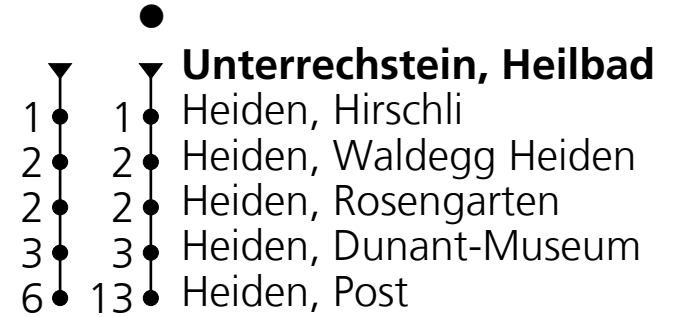 Unterrechstein, Heilbad
1 1 Heiden, Hirschli
2 2 Heiden, Waldegg Heiden
2 2 Heiden, Rosengarten
3 3 Heiden, Dunant-Museum
6 13 Heiden, Post